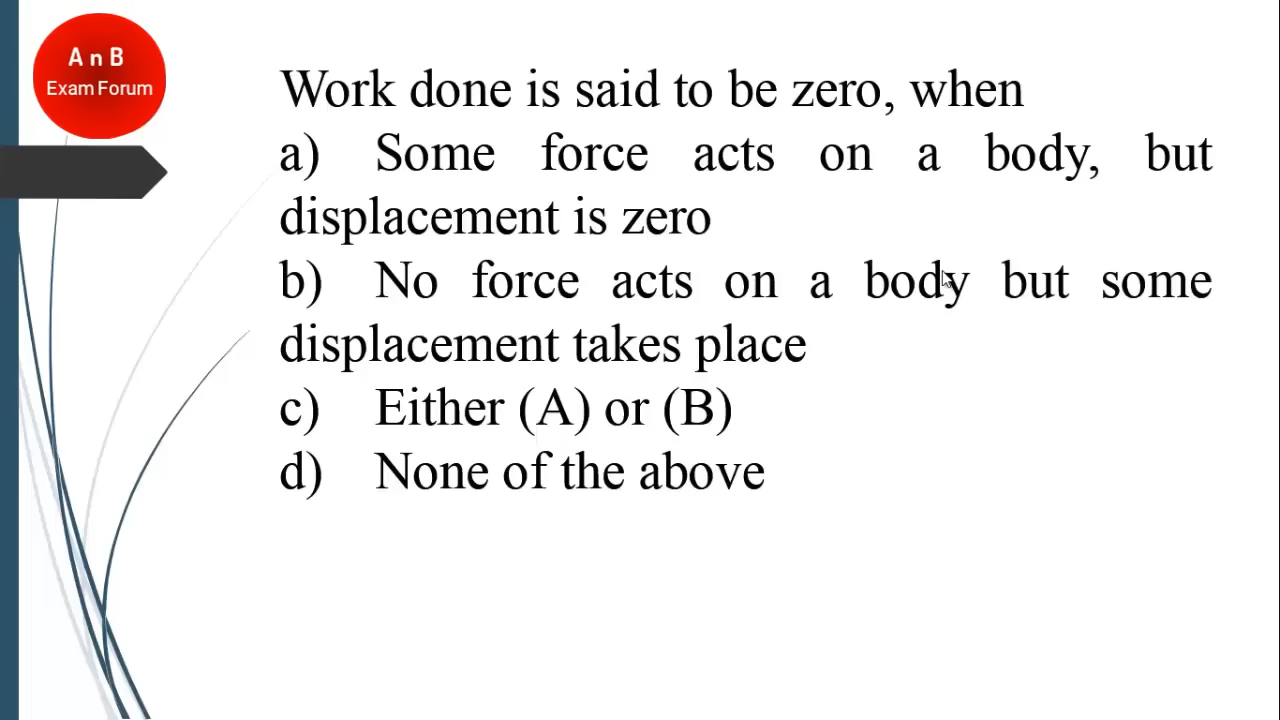 A n B
Exam Forum
Work done is said to be zero, when
a) Some force acts on a body, but
displacement is zero
b) No force acts on a body but some
displacement takes place
c) Either (A) or (B)
d) None of the above